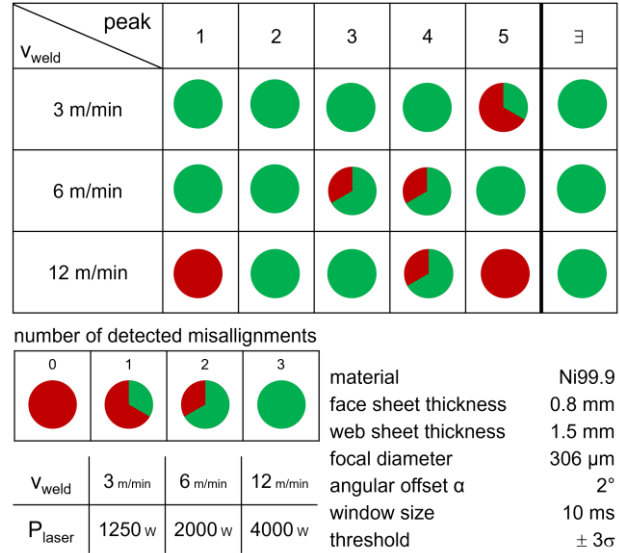 peak
v_weld
1 2 3 4 5 ∃
3 m/min
6 m/min
12 m/min
number of detected misallignments
0 1 2 3
v_weld 3 m/min 6 m/min 12 m/min
P_laser 1250 W 2000 W 4000 W
material Ni99.9
face sheet thickness 0.8 mm
web sheet thickness 1.5 mm
focal diameter 306 µm
angular offset α 2°
window size 10 ms
threshold ± 3σ